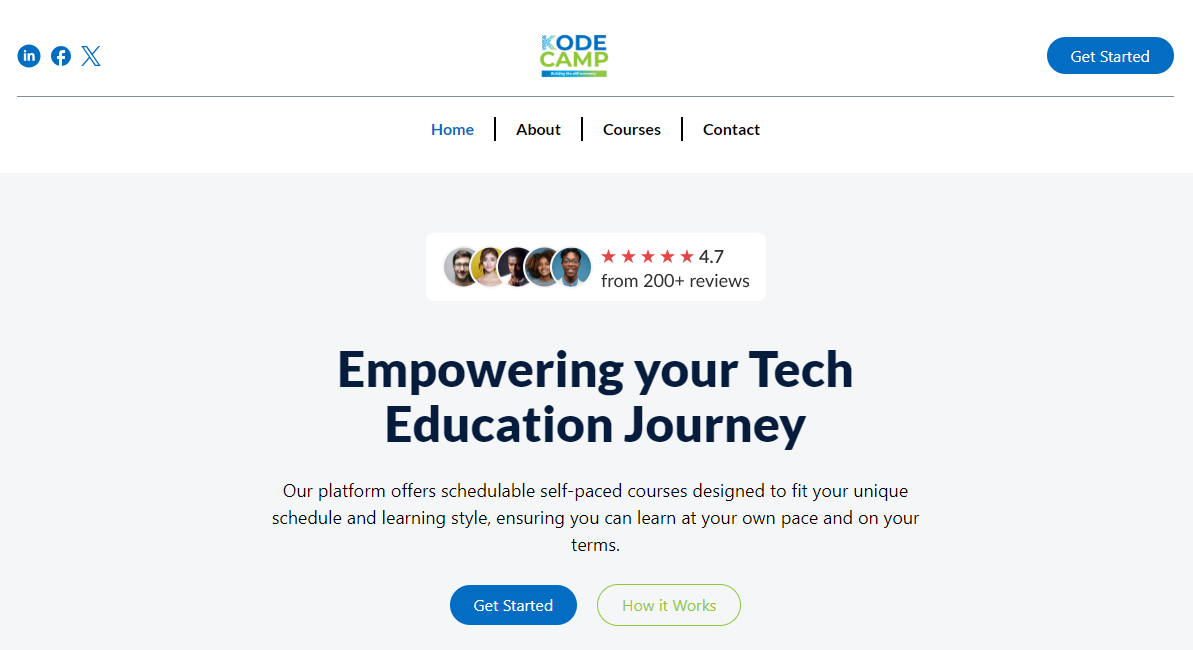 in
KODE
CAMP
Building the skill economy
Get Started
Home
About
Courses
Contact
4.7
from 200+ reviews
Empowering your Tech
Education Journey
Our platform offers schedulable self-paced courses designed to fit your unique
schedule and learning style, ensuring you can learn at your own pace and on your
terms.
Get Started
How it Works